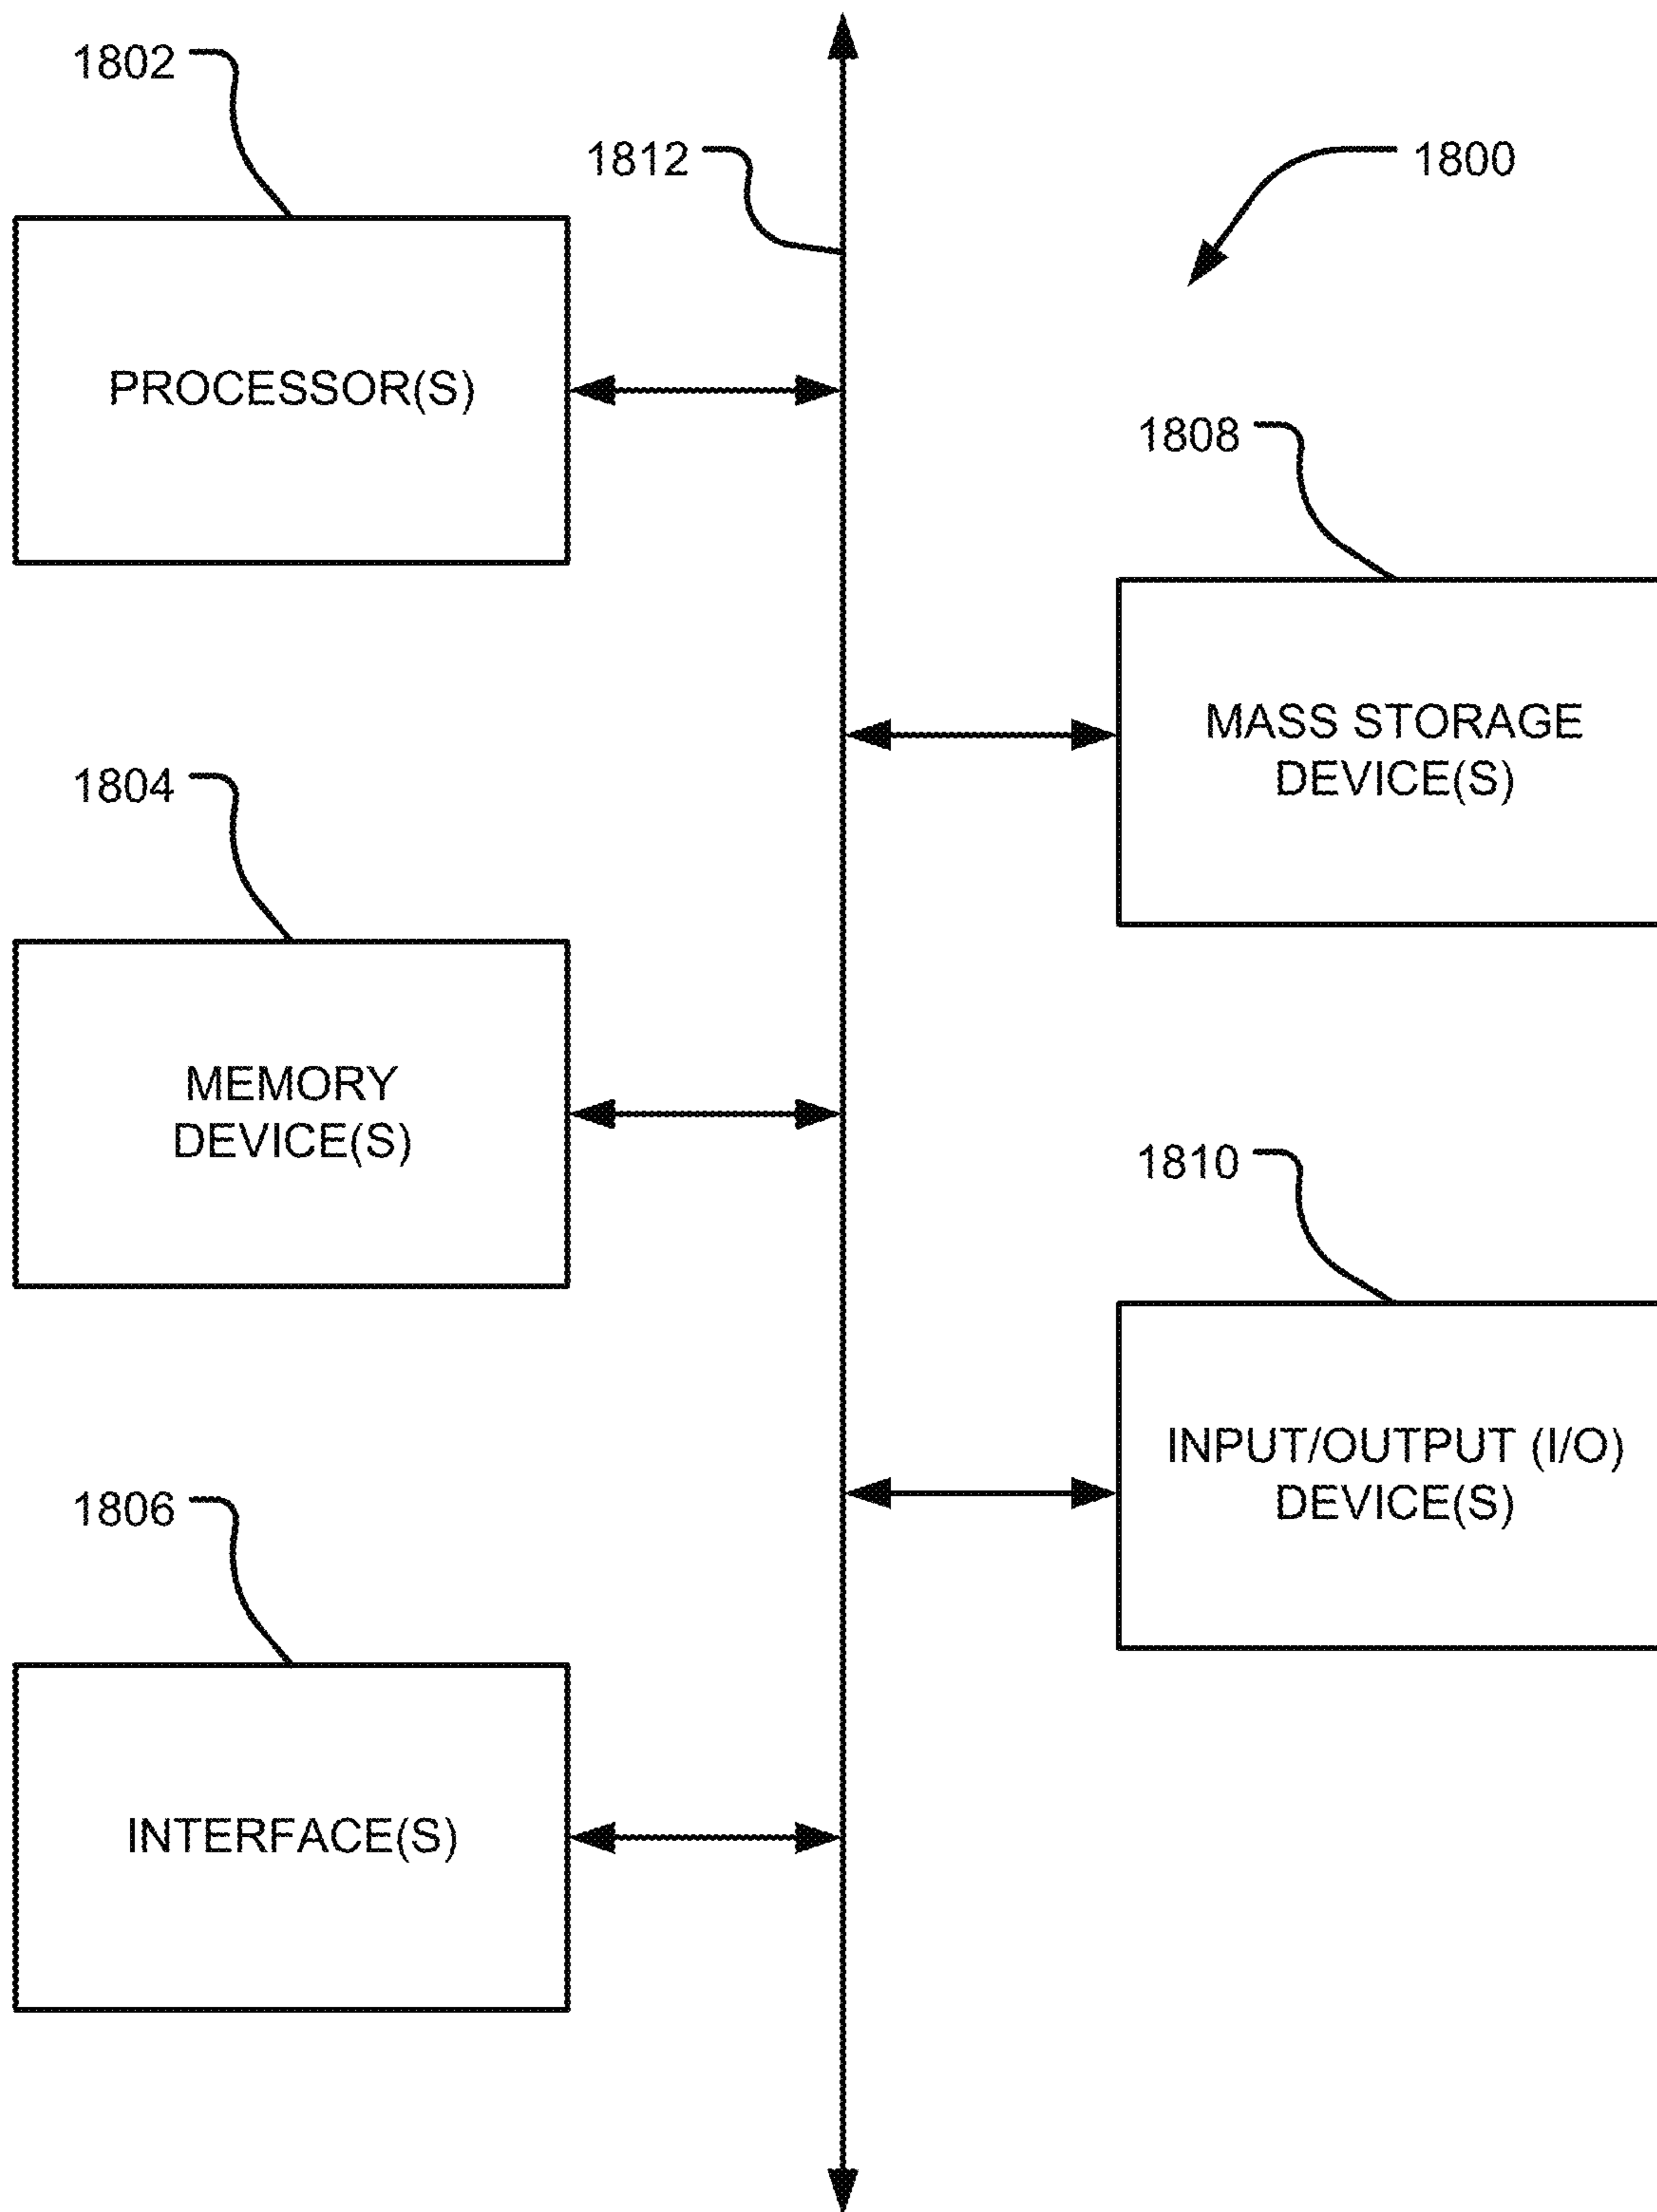 1802
1812
1800
PROCESSOR(S)
1808
MASS STORAGE
DEVICE(S)
1804
MEMORY
DEVICE(S)
1810
INPUT/OUTPUT (I/O)
DEVICE(S)
1806
INTERFACE(S)